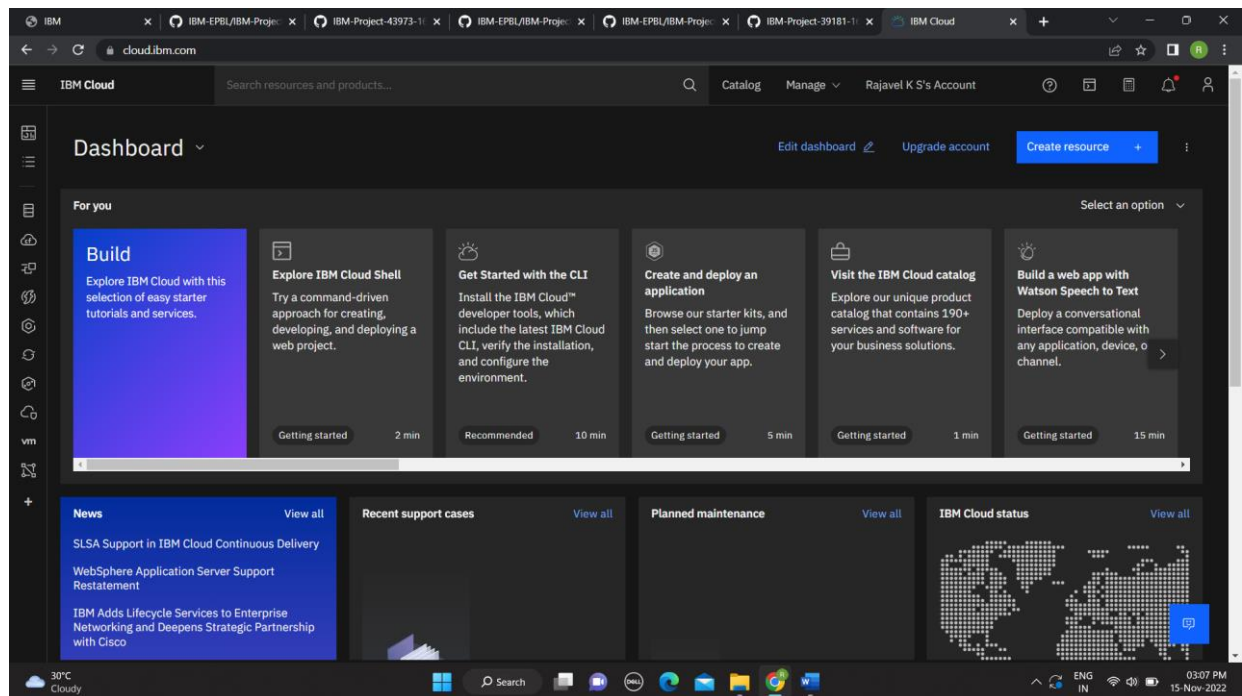 IBM
IBM-EPBL/IBM-Projec
IBM-Project-43973-16
IBM-EPBL/IBM-Projec
IBM-EPBL/IBM-Projec
IBM-Project-39181-16
IBM Cloud
cloud.ibm.com
R
IBM Cloud
Search resources and products...
Catalog
Manage
Rajavel K S's Account
Dashboard
Edit dashboard
Upgrade account
Create resource +
For you
Select an option
Build
Explore IBM Cloud with this
selection of easy starter
tutorials and services.
Explore IBM Cloud Shell
Try a command-driven
approach for creating,
developing, and deploying a
web project.
Getting started 2 min
Get Started with the CLI
Install the IBM Cloud™
developer tools, which
include the latest IBM Cloud
CLI, verify the installation,
and configure the
environment.
Recommended 10 min
Create and deploy an
application
Browse our starter kits, and
then select one to jump
start the process to create
and deploy your app.
Getting started 5 min
Visit the IBM Cloud catalog
Explore our unique product
catalog that contains 190+
services and software for
your business solutions.
Getting started 1 min
Build a web app with
Watson Speech to Text
Deploy a conversational
interface compatible with
any application, device, o
channel.
Getting started 15 min
vm
News View all
SLSA Support in IBM Cloud Continuous Delivery
WebSphere Application Server Support
Restatement
IBM Adds Lifecycle Services to Enterprise
Networking and Deepens Strategic Partnership
with Cisco
Recent support cases View all
Planned maintenance View all
IBM Cloud status View all
30°C
Cloudy
Search
DELL
ENG
IN
03:07 PM
15-Nov-2022